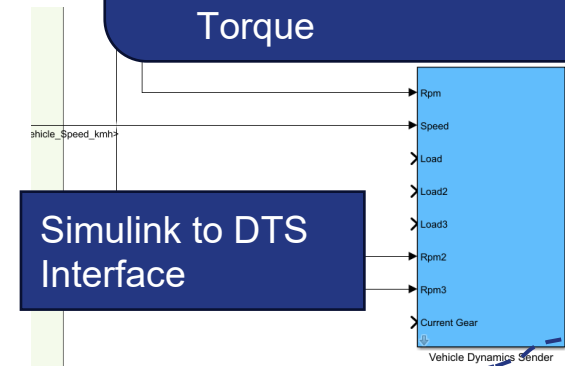 Torque
Rpm
Speed
ehicle_Speed_kmh>
Load
Load2
Load3
Simulink to DTS
Interface
Rpm2
Rpm3
Current Gear
Vehicle Dynamics Sender